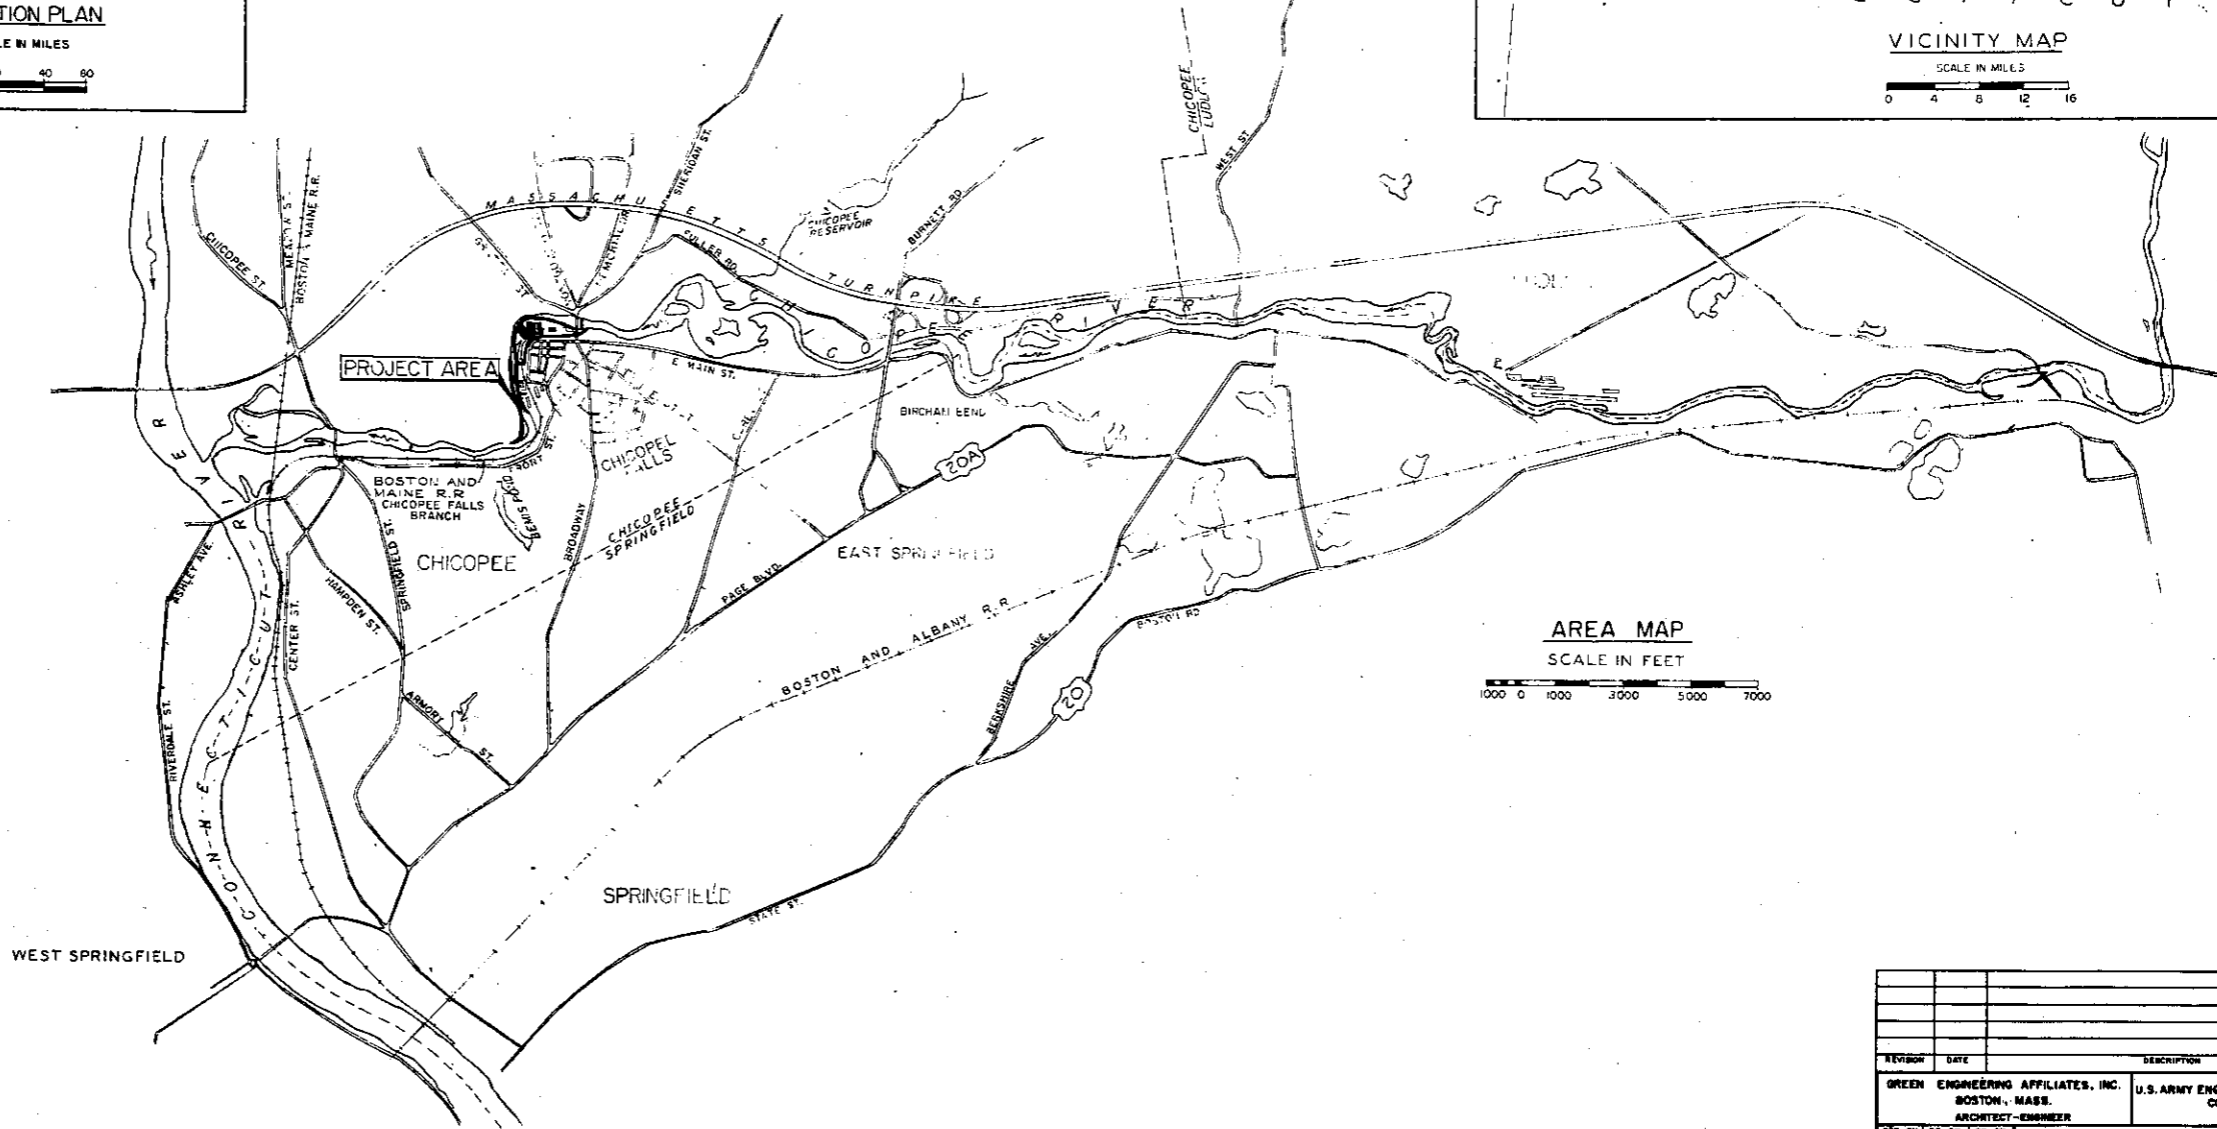 TION PLAN
LE IN MILES
40 80
VICINITY MAP
SCALE IN MILES
0 4 8 12 16
CHICOPEE
LUDLOW
WEST ST
SHERIDAN ST.
MASSACHUSETTS TURNPIKE
CHICOPEE ST.
BOSTON & MAINE R.R.
MEMORIAL DR
FULLER RD
CHICOPEE
RESERVOIR
BURNETT RD
CHICOPEE RIVER
PROJECT AREA
E MAIN ST.
BIRCHAM BEND
20A
CHICOPEE
FALLS
FRONT ST.
BOSTON AND
MAINE R.R
CHICOPEE FALLS
BRANCH
BEMIS POND
BROADWAY
CHICOPEE
SPRINGFIELD
CHICOPEE
EAST SPRINGFIELD
PAGE BLVD.
ASHLEY AVE.
HAMPDEN ST.
SPRINGFIELD ST.
CENTER ST.
CONNECTICUT RIVER
BOSTON AND ALBANY R.R
BOSTON RD
BERKSHIRE AVE.
20
RIVERDALE ST.
ARMORY ST.
AREA MAP
SCALE IN FEET
1000 0 1000 3000 5000 7000
SPRINGFIELD
STATE ST.
WEST SPRINGFIELD
REVISION DATE DESCRIPTION
GREEN ENGINEERING AFFILIATES, INC.
BOSTON, MASS.
ARCHITECT-ENGINEER
U.S. ARMY ENG